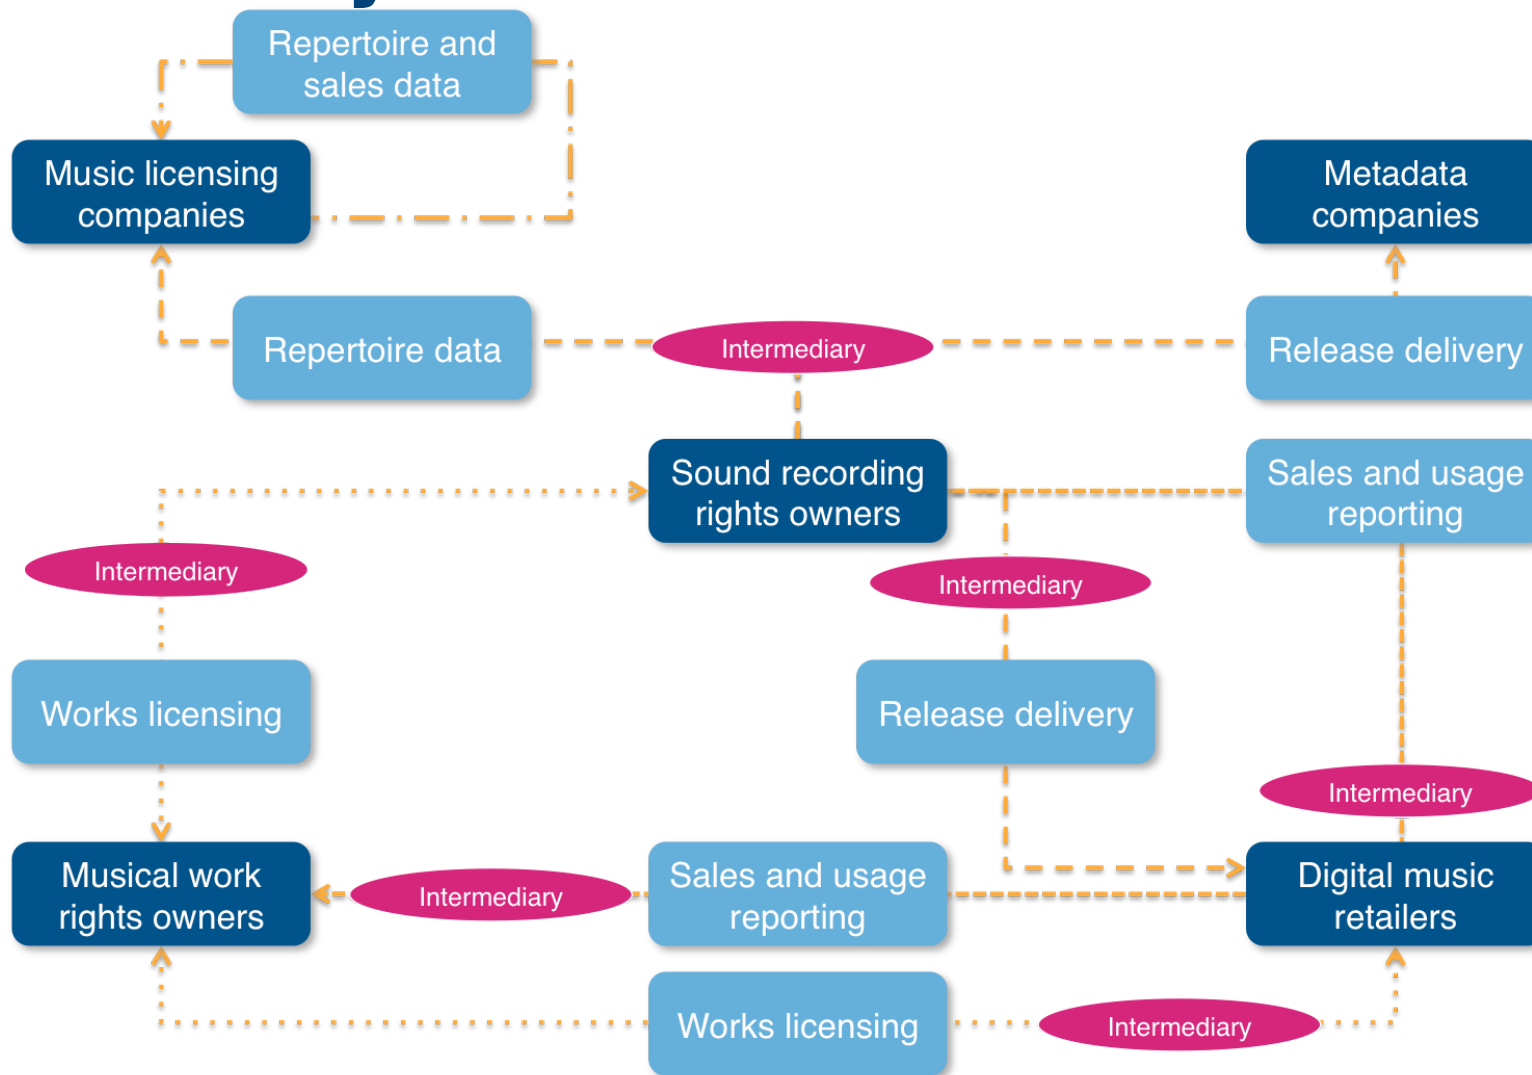 Repertoire and
sales data
Music licensing
companies
Metadata
companies
Repertoire data
Intermediary
Release delivery
Sound recording
rights owners
Sales and usage
reporting
Intermediary
Intermediary
Works licensing
Release delivery
Intermediary
Musical work
rights owners
Intermediary
Sales and usage
reporting
Digital music
retailers
Works licensing
Intermediary